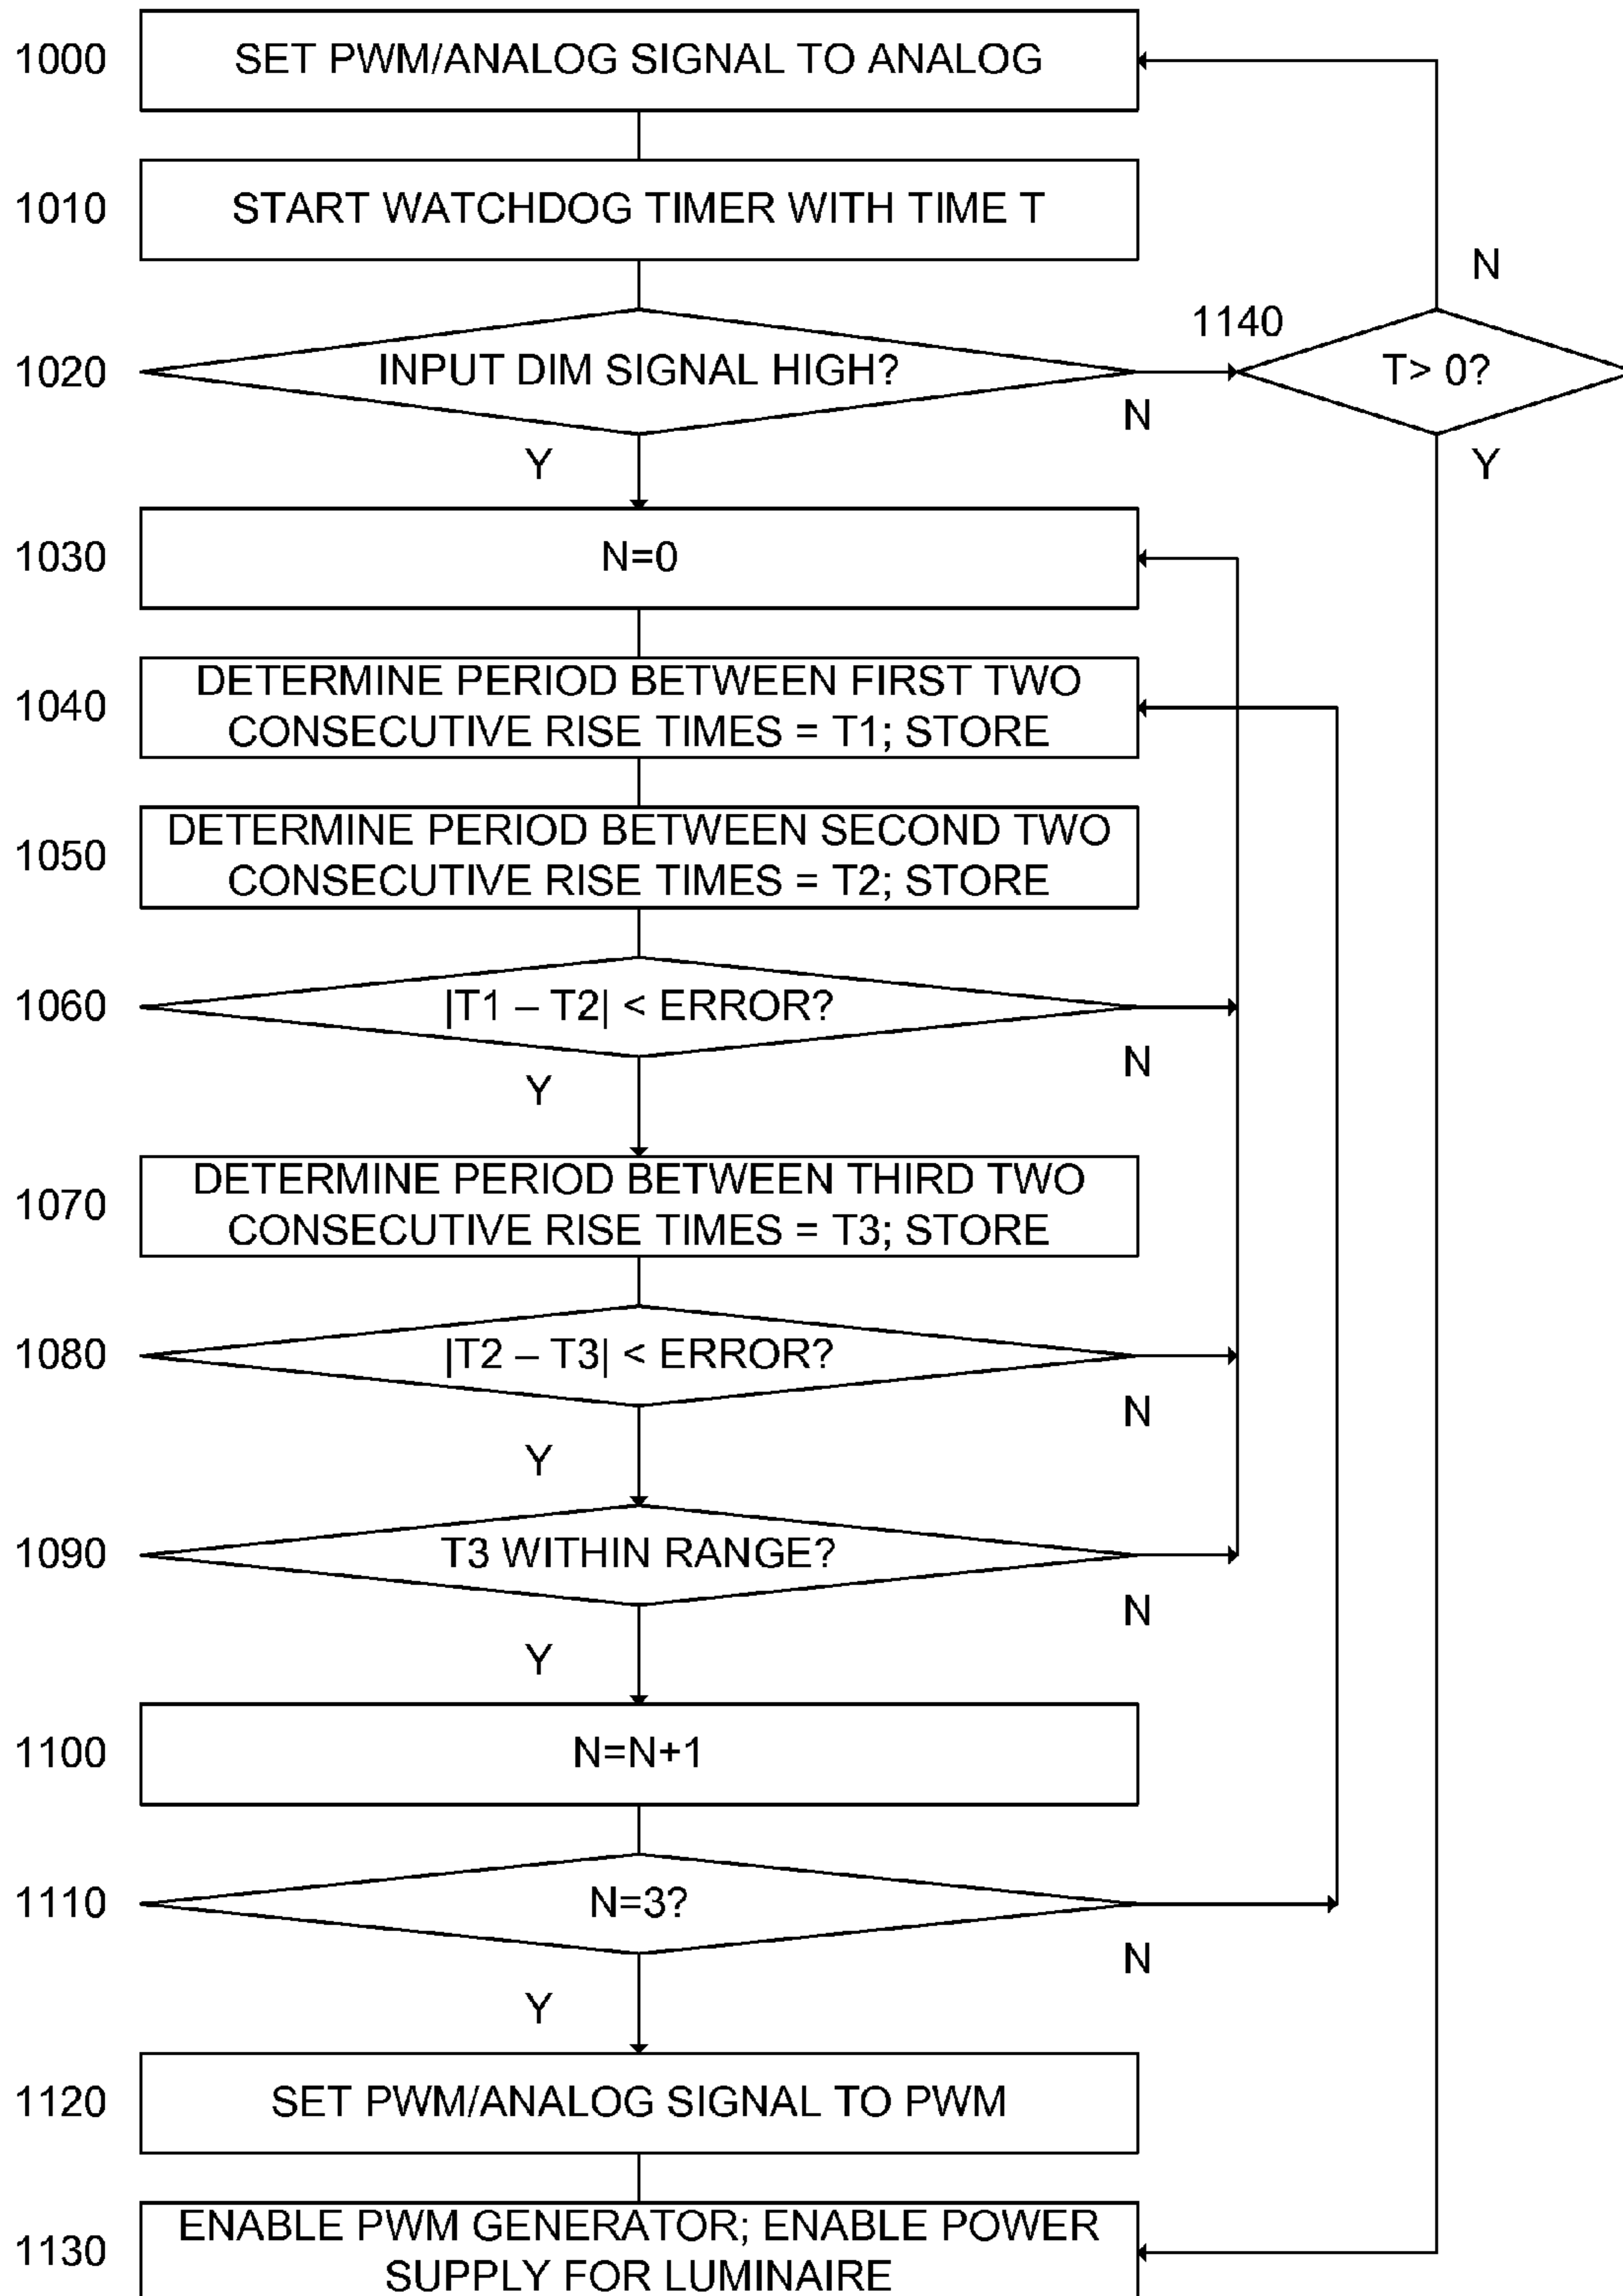 1000
SET PWM/ANALOG SIGNAL TO ANALOG
1010
START WATCHDOG TIMER WITH TIME T
N
1140
1020
INPUT DIM SIGNAL HIGH?
T> 0?
N
Y
Y
1030
N=0
1040
DETERMINE PERIOD BETWEEN FIRST TWO
CONSECUTIVE RISE TIMES = T1; STORE
1050
DETERMINE PERIOD BETWEEN SECOND TWO
CONSECUTIVE RISE TIMES = T2; STORE
1060
|T1 – T2| < ERROR?
N
Y
1070
DETERMINE PERIOD BETWEEN THIRD TWO
CONSECUTIVE RISE TIMES = T3; STORE
1080
|T2 – T3| < ERROR?
N
Y
1090
T3 WITHIN RANGE?
N
Y
1100
N=N+1
1110
N=3?
N
Y
1120
SET PWM/ANALOG SIGNAL TO PWM
1130
ENABLE PWM GENERATOR; ENABLE POWER
SUPPLY FOR LUMINAIRE